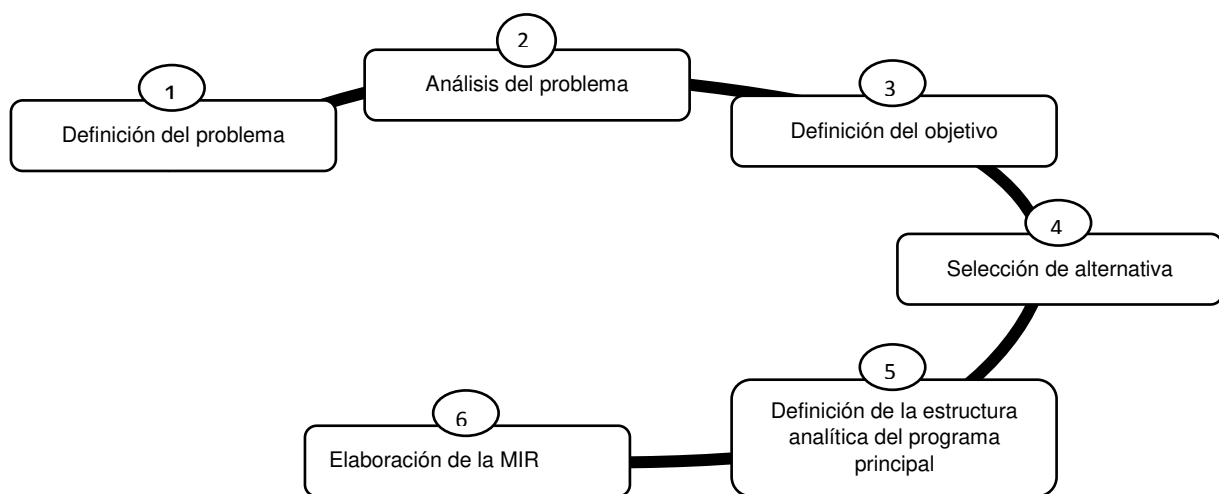 1
Definición del problema
2
Análisis del problema
3
Definición del objetivo
4
Selección de alternativa
5
Definición de la estructura
analítica del programa
principal
6
Elaboración de la MIR